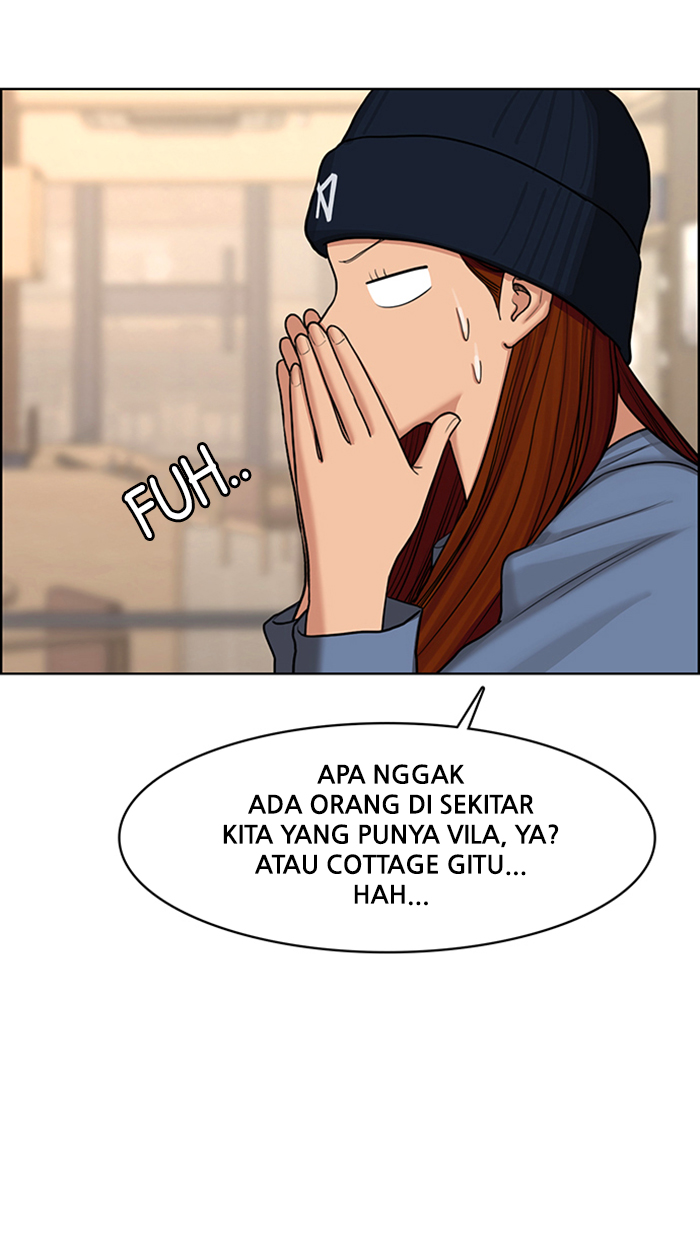 FUH..
APA NGGAK
ADA ORANG DI SEKITAR
KITA YANG PUNYA VILA, YA?
ATAU COTTAGE GITU...
HAH...